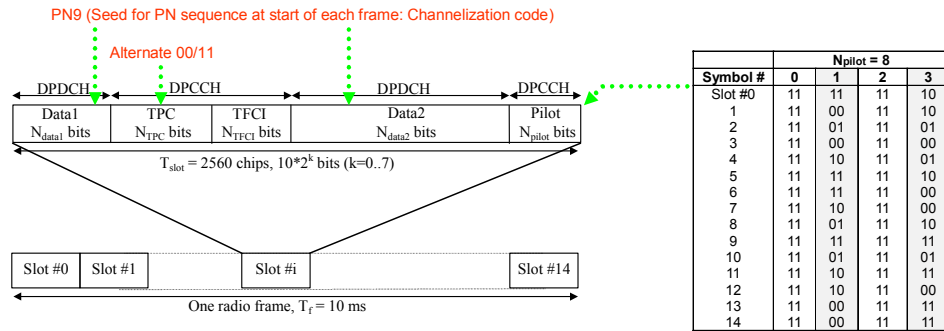 PN9 (Seed for PN sequence at start of each frame: Channelization code)
Alternate 00/11
DPDCH DPCCH DPDCH DPCCH
Data1 TPC TFCI Data2 Pilot
N_data1 bits N_TPC bits N_TFCI bits N_data2 bits N_pilot bits
T_slot = 2560 chips, 10*2^k bits (k=0..7)
Slot #0 Slot #1 Slot #i Slot #14
One radio frame, T_f = 10 ms
N_pilot = 8
Symbol # 0 1 2 3
Slot #0 11 11 11 10
1 11 00 11 10
2 11 01 11 01
3 11 00 11 00
4 11 10 11 01
5 11 11 11 10
6 11 11 11 00
7 11 10 11 00
8 11 01 11 10
9 11 11 11 11
10 11 01 11 01
11 11 10 11 11
12 11 10 11 00
13 11 00 11 11
14 11 00 11 11